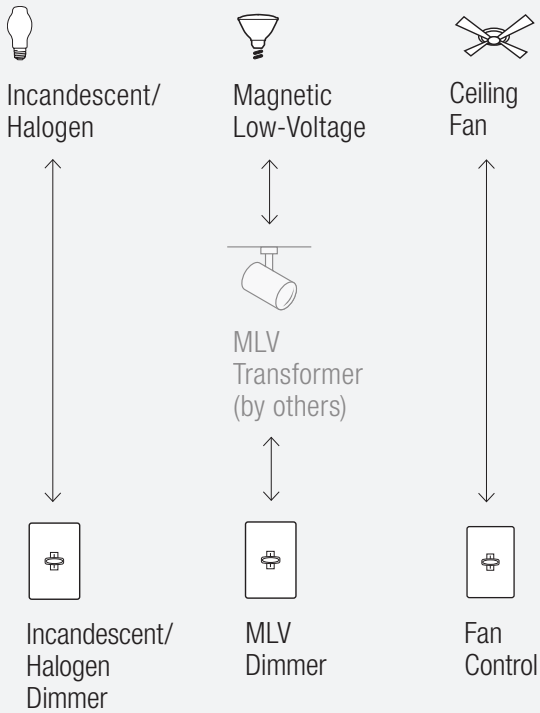 Incandescent/
Halogen
Magnetic
Low-Voltage
Ceiling
Fan
MLV
Transformer
(by others)
Incandescent/
Halogen
Dimmer
MLV
Dimmer
Fan
Control